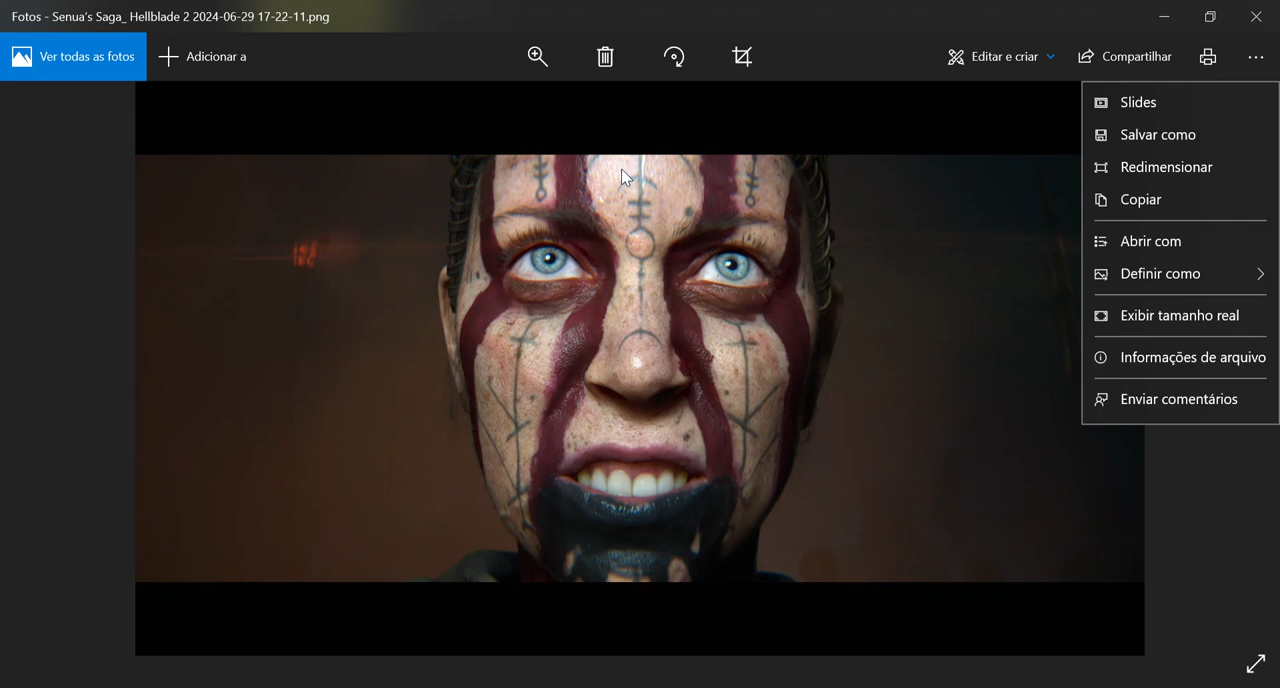 Fotos - Senua's Saga_ Hellblade 2 2024-06-29 17-22-11.png
Ver todas as fotos
Adicionar a
Editar e criar
Compartilhar
Slides
Salvar como
Redimensionar
Copiar
Abrir com
Definir como
Exibir tamanho real
Informações de arquivo
Enviar comentários